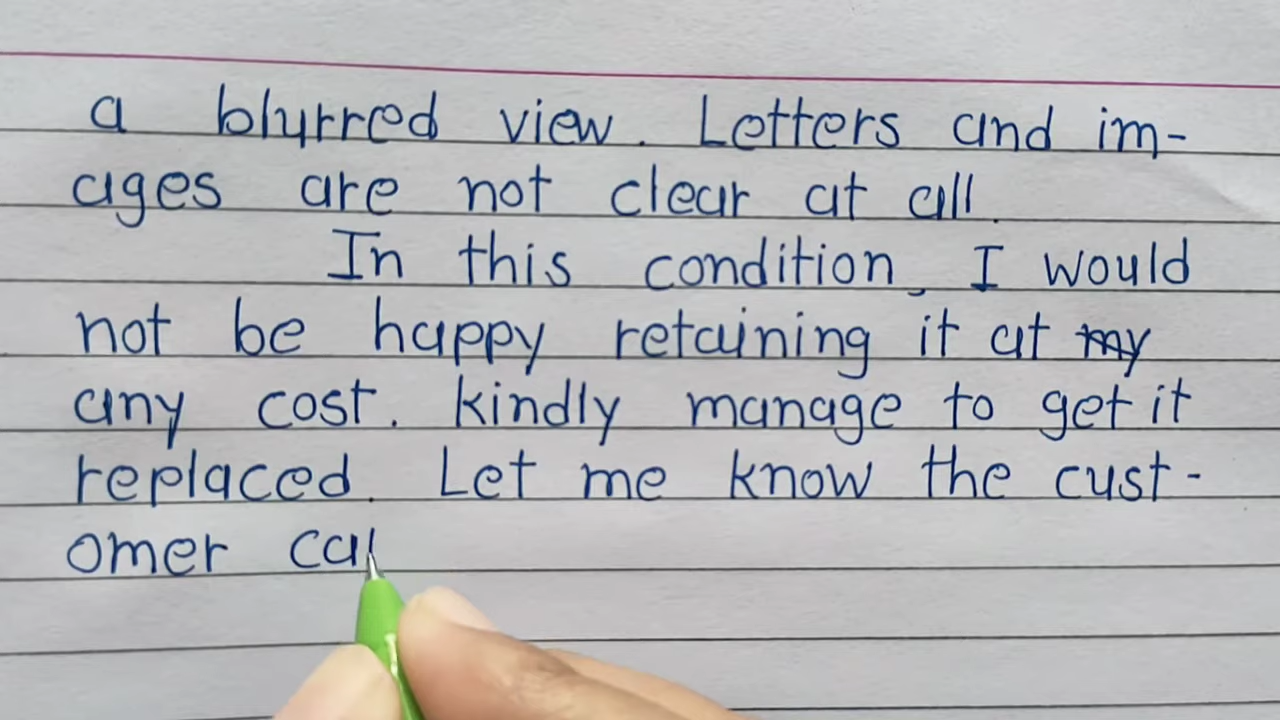 a blurred view. Letters and im-
ages are not clear at all.
In this condition, I would
not be happy retaining it at my
any cost. kindly manage to get it
replaced. Let me know the cust-
omer ca